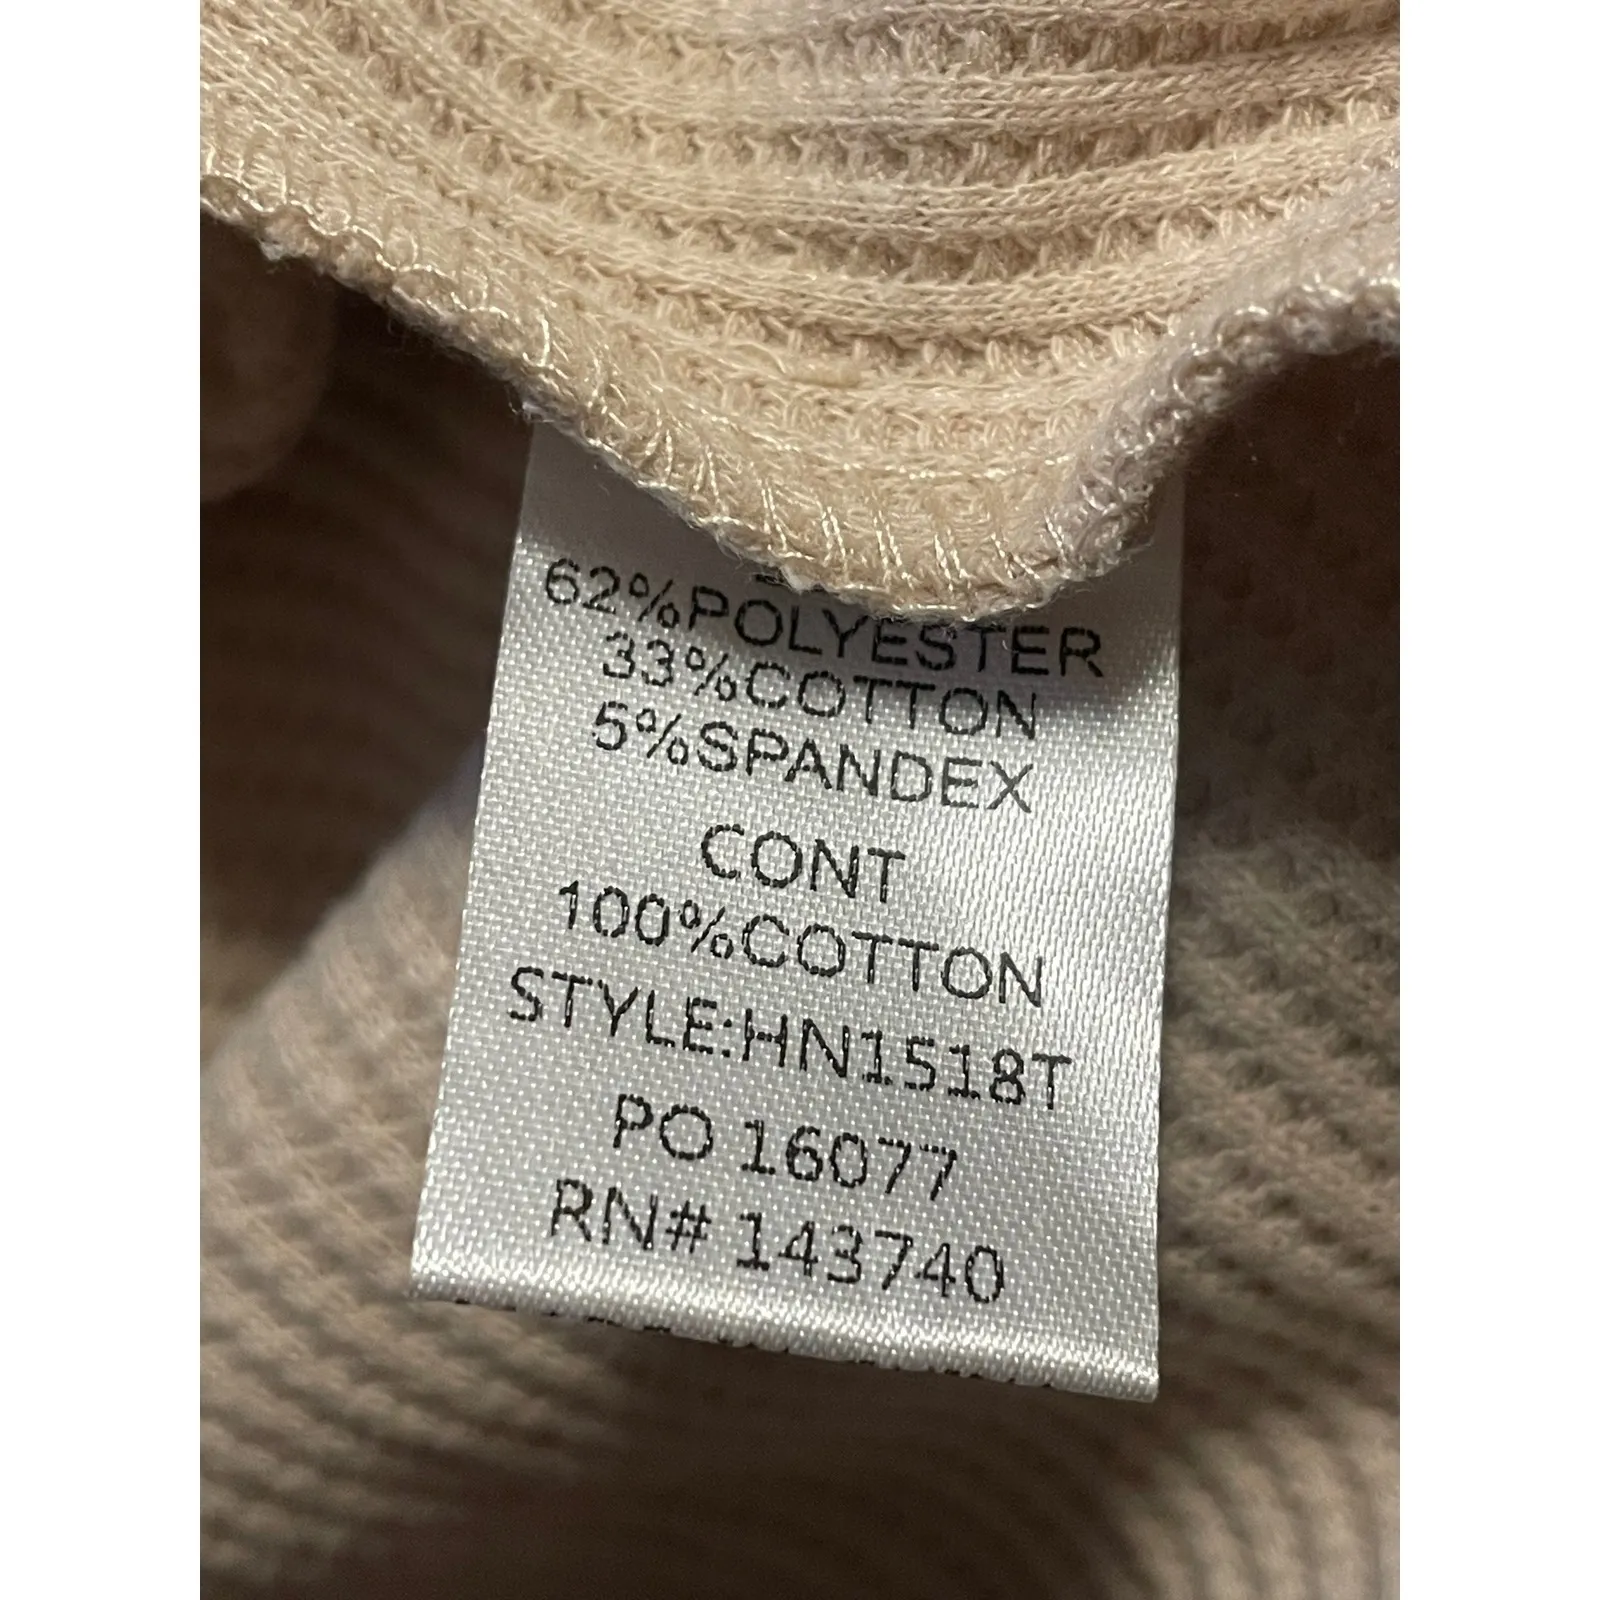 62%POLYESTER
33%COTTON
5%SPANDEX
CONT
100%COTTON
STYLE:HN1518T
PO 16077
RN# 143740